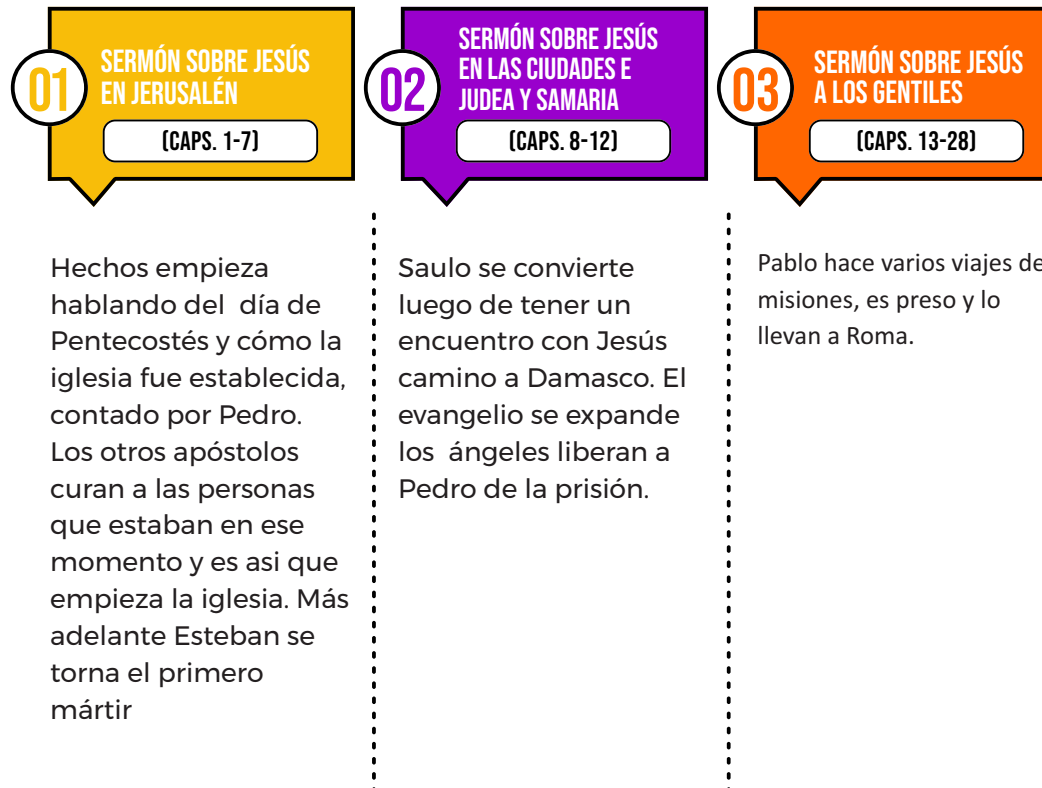 01
SERMÓN SOBRE JESÚS
EN JERUSALÉN
(CAPS. 1-7)
Hechos empieza
hablando del día de
Pentecostés y cómo la
iglesia fue establecida,
contado por Pedro.
Los otros apóstolos
curan a las personas
que estaban en ese
momento y es asi que
empieza la iglesia. Más
adelante Esteban se
torna el primero
mártir
02
SERMÓN SOBRE JESÚS
EN LAS CIUDADES E
JUDEA Y SAMARIA
(CAPS. 8-12)
Saulo se convierte
luego de tener un
encuentro con Jesús
camino a Damasco. El
evangelio se expande
los ángeles liberan a
Pedro de la prisión.
03
SERMÓN SOBRE JESÚS
A LOS GENTILES
(CAPS. 13-28)
Pablo hace varios viajes de
misiones, es preso y lo
llevan a Roma.